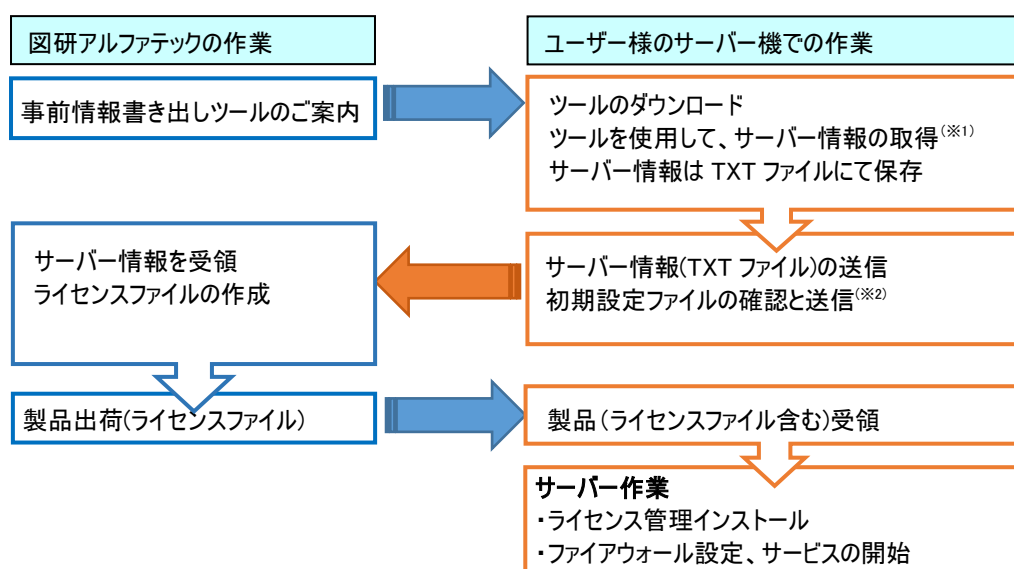 図研アルファテックの作業
ユーザー様のサーバー機での作業
事前情報書き出しツールのご案内
ツールのダウンロード
ツールを使用して、サーバー情報の取得(※1)
サーバー情報は TXT ファイルにて保存
サーバー情報を受領
ライセンスファイルの作成
サーバー情報(TXT ファイル)の送信
初期設定ファイルの確認と送信(※2)
製品出荷(ライセンスファイル)
製品(ライセンスファイル含む)受領
サーバー作業
・ライセンス管理インストール
・ファイアウォール設定、サービスの開始